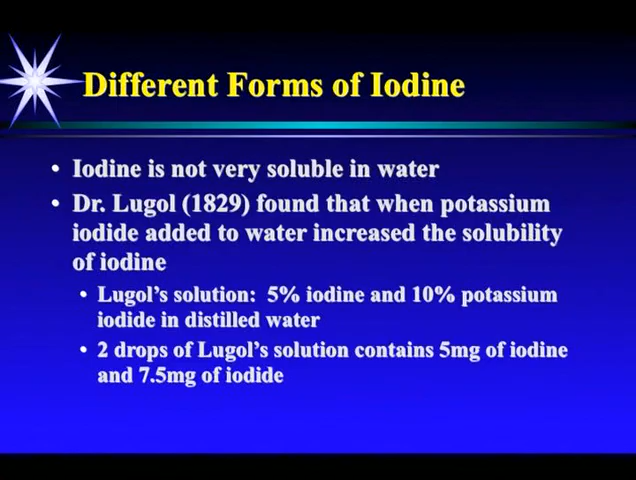 Different Forms of Iodine
• Iodine is not very soluble in water
• Dr. Lugol (1829) found that when potassium
iodide added to water increased the solubility
of iodine
• Lugol’s solution:  5% iodine and 10% potassium
iodide in distilled water
• 2 drops of Lugol’s solution contains 5mg of iodine
and 7.5mg of iodide